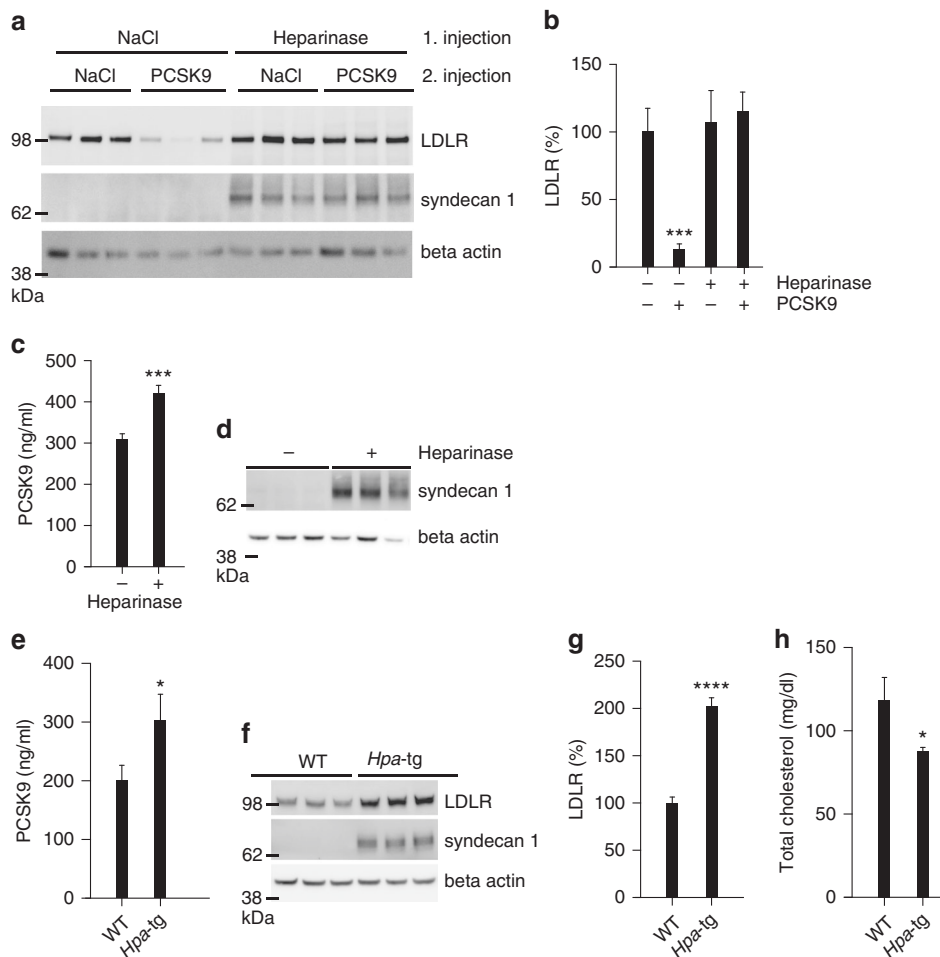 a
NaCl Heparinase 1. injection
NaCl PCSK9 NaCl PCSK9 2. injection
98 LDLR
syndecan 1
62
beta actin
38
kDa
b
LDLR (%)
150
100
50
0
***
– – + + Heparinase
– + – + PCSK9
c
PCSK9 (ng/ml)
500
400
300
200
100
0
***
– +
Heparinase
d
– + Heparinase
syndecan 1
62
beta actin
38
kDa
e
PCSK9 (ng/ml)
400
300
200
100
0
*
WT Hpa-tg
f
WT Hpa-tg
98 LDLR
syndecan 1
62
beta actin
38
kDa
g
LDLR (%)
250
200
150
100
50
0
****
WT Hpa-tg
h
Total cholesterol (mg/dl)
150
100
50
0
*
WT Hpa-tg